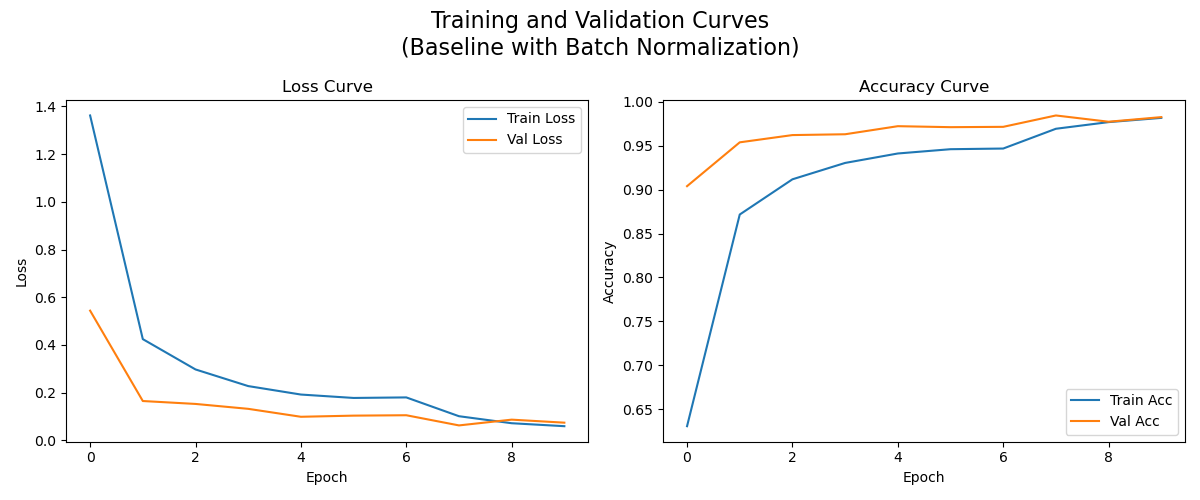 Training and Validation Curves
(Baseline with Batch Normalization)
Loss Curve
1.4
1.2
1.0
0.8
0.6
0.4
0.2
0.0
Loss
Train Loss
Val Loss
0 2 4 6 8
Epoch
Accuracy Curve
1.00
0.95
0.90
0.85
0.80
0.75
0.70
0.65
Accuracy
Train Acc
Val Acc
0 2 4 6 8
Epoch